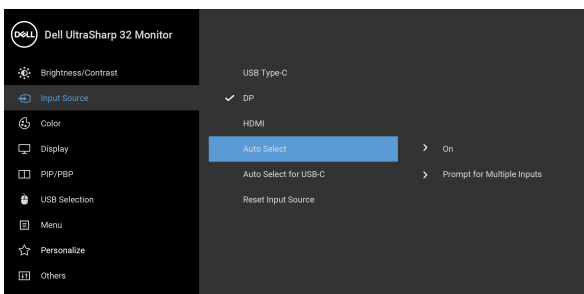 DELL Dell UltraSharp 32 Monitor
Brightness/Contrast
USB Type-C
Input Source
DP
Color
HDMI
Display
Auto Select
On
PIP/PBP
Auto Select for USB-C
Prompt for Multiple Inputs
USB Selection
Reset Input Source
Menu
Personalize
Others